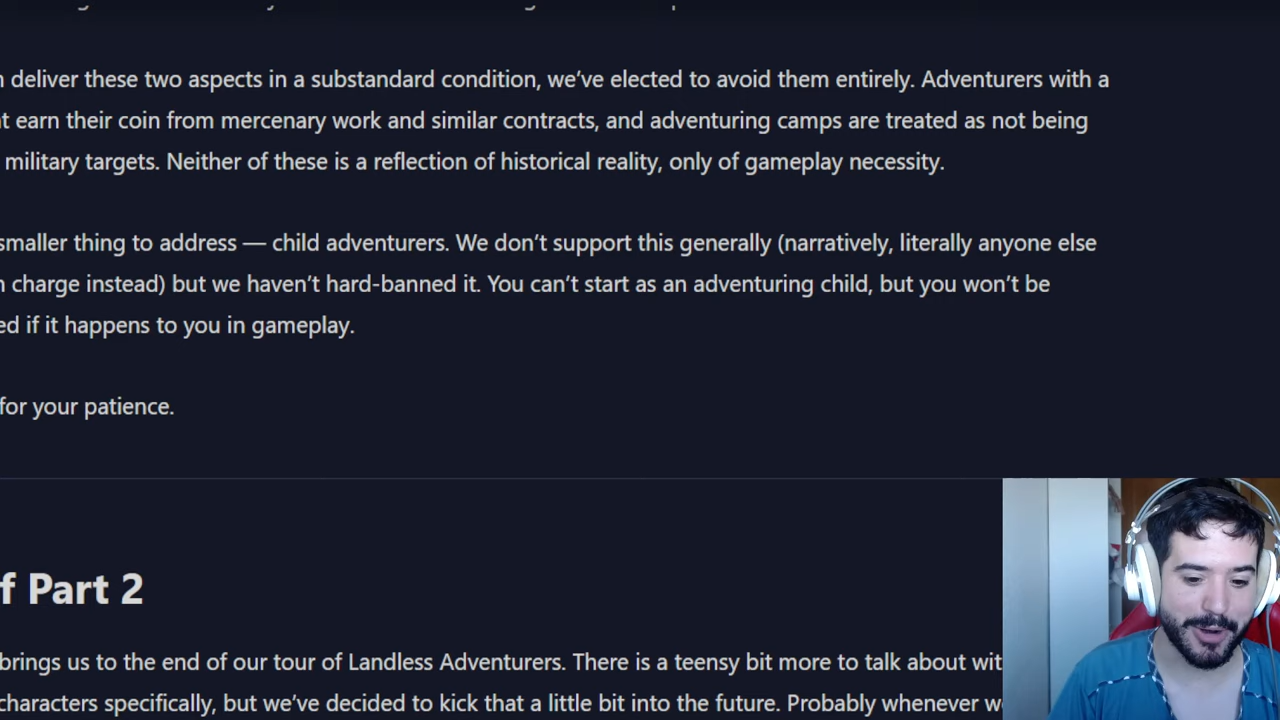 deliver these two aspects in a substandard condition, we’ve elected to avoid them entirely. Adventurers with a
earn their coin from mercenary work and similar contracts, and adventuring camps are treated as not being
military targets. Neither of these is a reflection of historical reality, only of gameplay necessity.
smaller thing to address — child adventurers. We don’t support this generally (narratively, literally anyone else
charge instead) but we haven’t hard-banned it. You can’t start as an adventuring child, but you won’t be
if it happens to you in gameplay.
for your patience.
Part 2
brings us to the end of our tour of Landless Adventurers. There is a teensy bit more to talk about
characters specifically, but we’ve decided to kick that a little bit into the future. Probably whenever